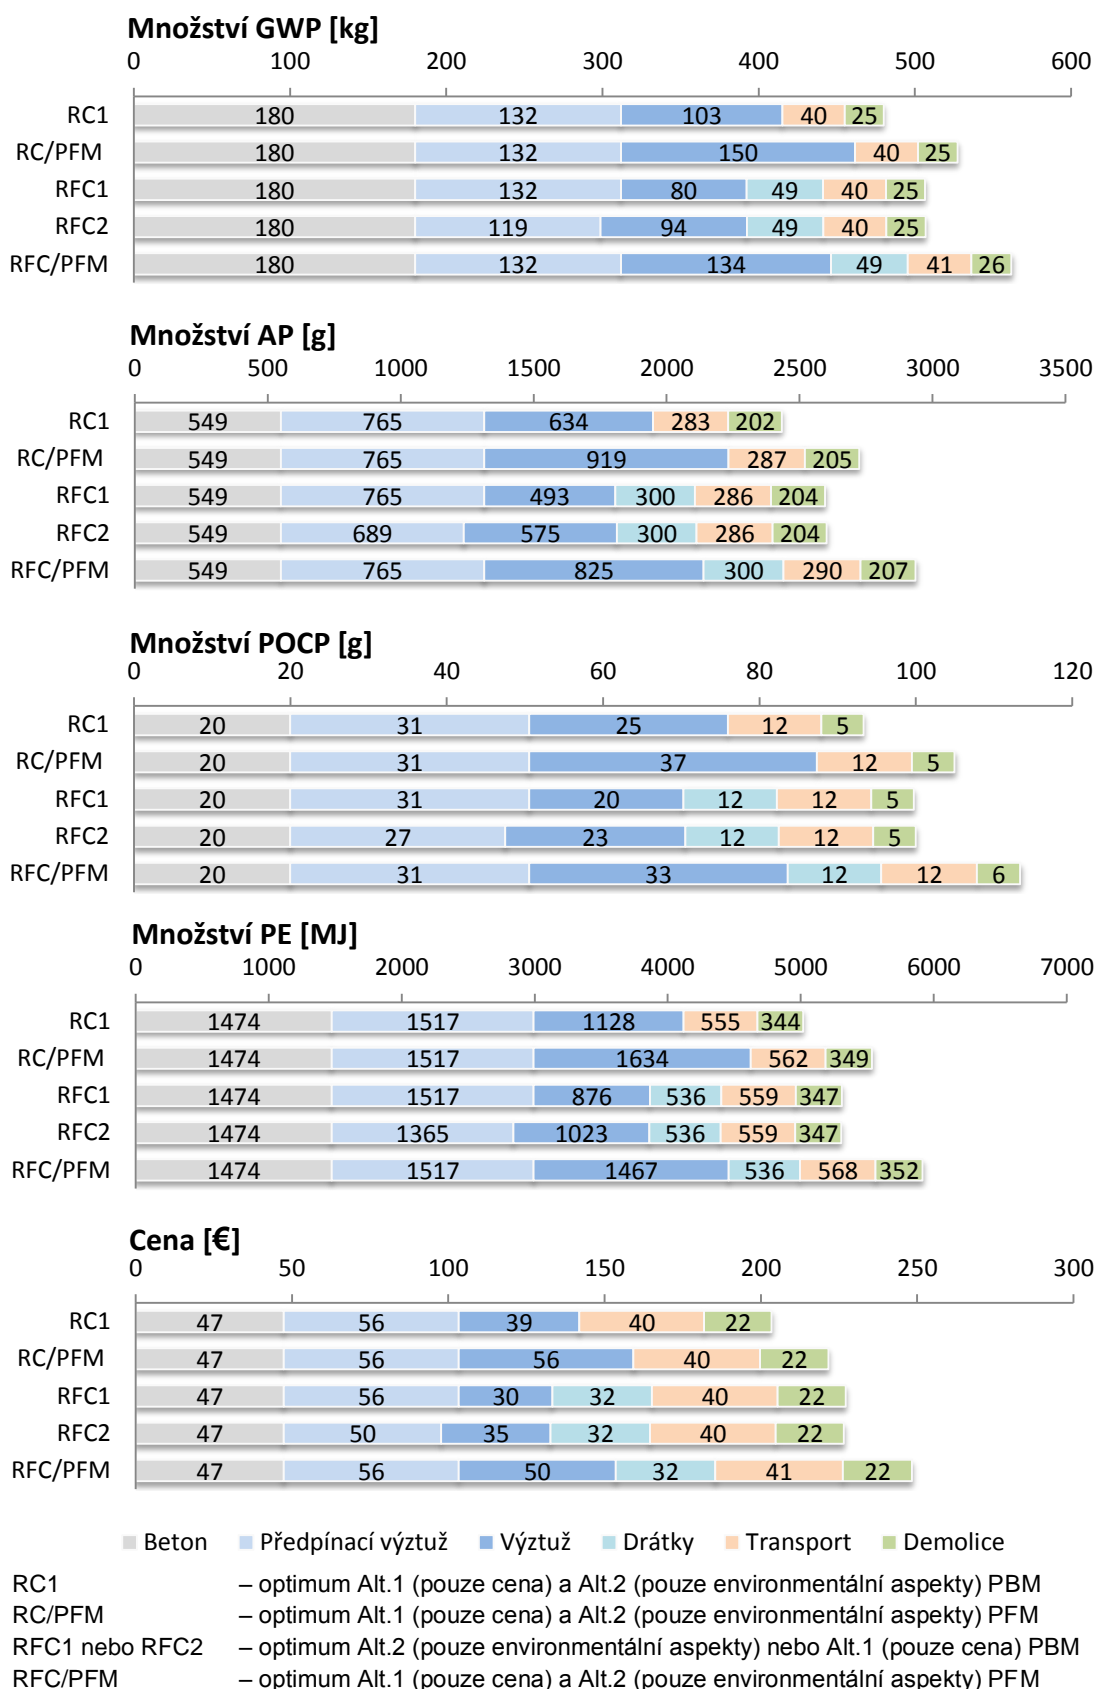 Množství GWP [kg]
0 100 200 300 400 500 600
RC1 180 132 103 40 25
RC/PFM 180 132 150 40 25
RFC1 180 132 80 49 40 25
RFC2 180 119 94 49 40 25
RFC/PFM 180 132 134 49 41 26
Množství AP [g]
0 500 1000 1500 2000 2500 3000 3500
RC1 549 765 634 283 202
RC/PFM 549 765 919 287 205
RFC1 549 765 493 300 286 204
RFC2 549 689 575 300 286 204
RFC/PFM 549 765 825 300 290 207
Množství POCP [g]
0 20 40 60 80 100 120
RC1 20 31 25 12 5
RC/PFM 20 31 37 12 5
RFC1 20 31 20 12 12 5
RFC2 20 27 23 12 12 5
RFC/PFM 20 31 33 12 12 6
Množství PE [MJ]
0 1000 2000 3000 4000 5000 6000 7000
RC1 1474 1517 1128 555 344
RC/PFM 1474 1517 1634 562 349
RFC1 1474 1517 876 536 559 347
RFC2 1474 1365 1023 536 559 347
RFC/PFM 1474 1517 1467 536 568 352
Cena [€]
0 50 100 150 200 250 300
RC1 47 56 39 40 22
RC/PFM 47 56 56 40 22
RFC1 47 56 30 32 40 22
RFC2 47 50 35 32 40 22
RFC/PFM 47 56 50 32 41 22
Beton Předpínací výztuž Výztuž Drátky Transport Demolice
RC1 – optimum Alt.1 (pouze cena) a Alt.2 (pouze environmentální aspekty) PBM
RC/PFM – optimum Alt.1 (pouze cena) a Alt.2 (pouze environmentální aspekty) PFM
RFC1 nebo RFC2 – optimum Alt.2 (pouze environmentální aspekty) nebo Alt.1 (pouze cena) PBM
RFC/PFM – optimum Alt.1 (pouze cena) a Alt.2 (pouze environmentální aspekty) PFM